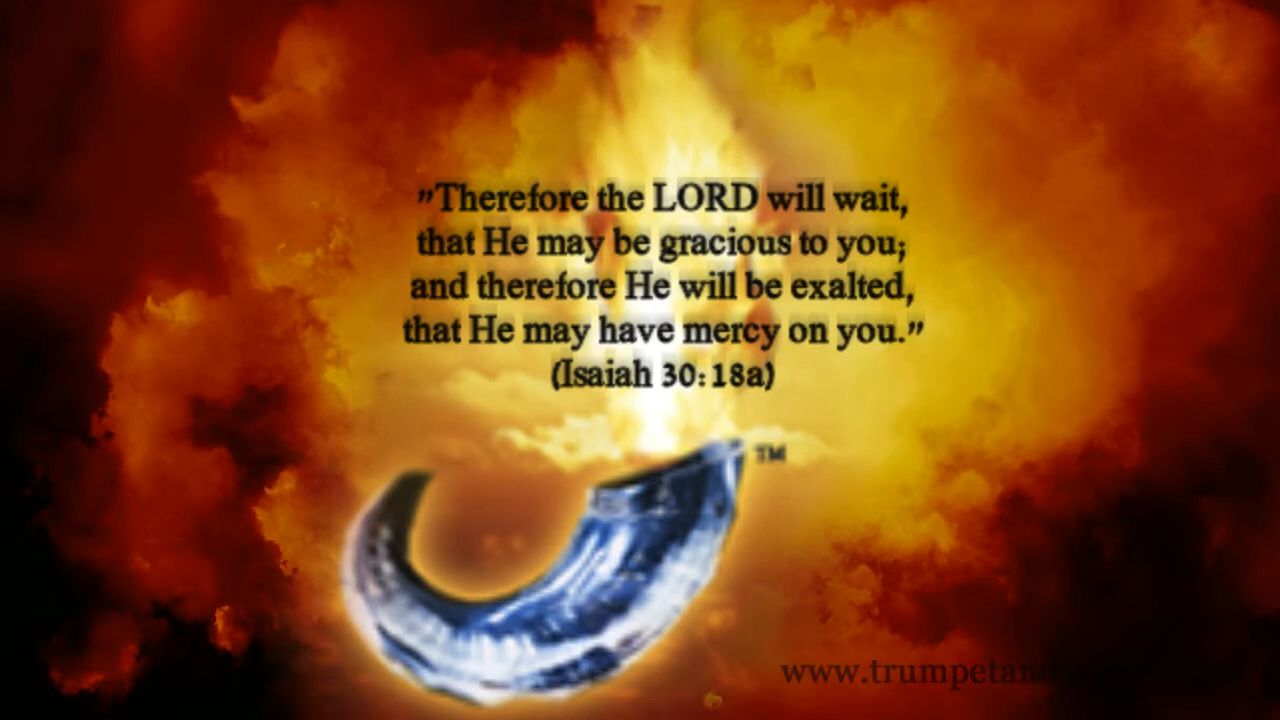 "Therefore the LORD will wait,
that He may be gracious to you;
and therefore He will be exalted,
that He may have mercy on you."
(Isaiah 30:18a)
TM